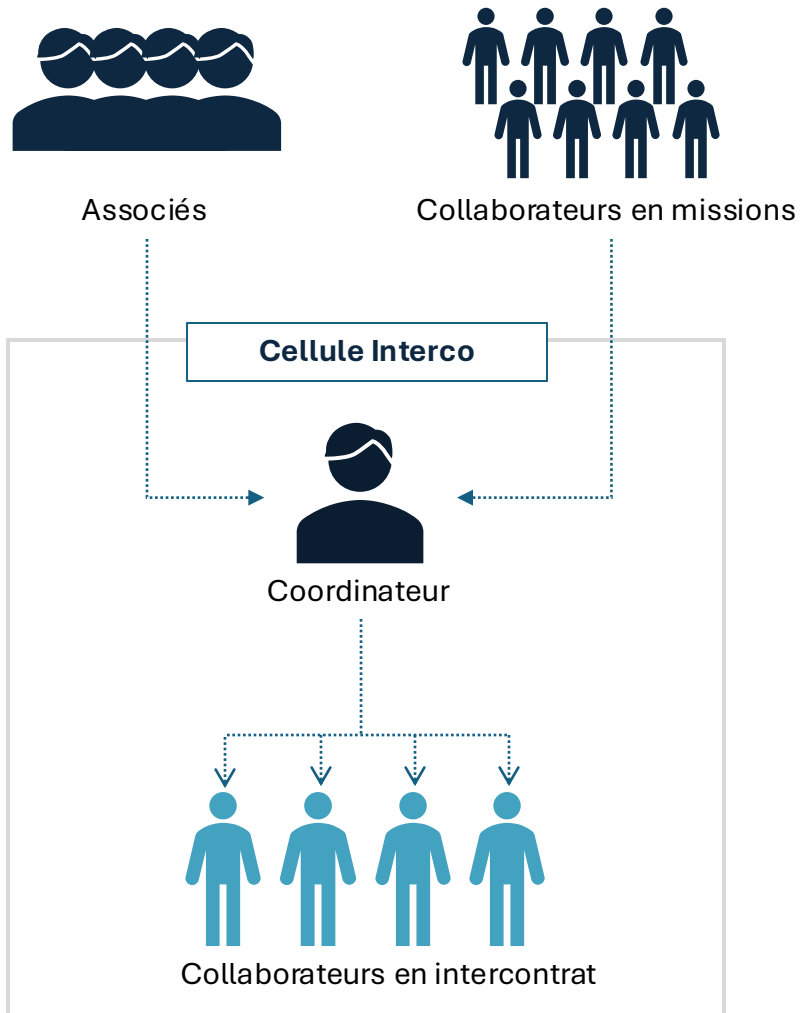 Associés
Collaborateurs en missions
Cellule Interco
Coordinateur
Collaborateurs en intercontrat